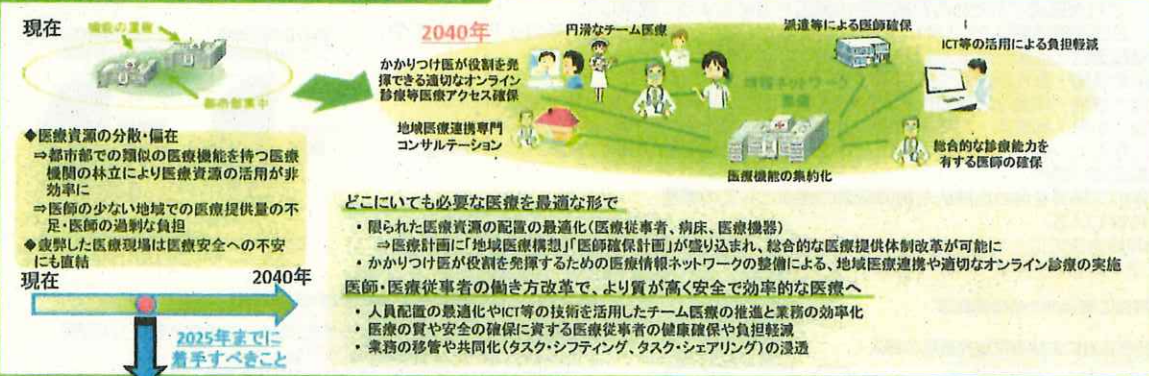 現在
機能の重複
都市部集中
2040年
円滑なチーム医療
派遣等による医師確保
ICT等の活用による負担軽減
かかりつけ医が役割を発
揮できる適切なオンライン
診療等医療アクセス確保
情報ネットワーク
整備
地域医療連携専門
コンサルテーション
医療機能の集約化
総合的な診療能力を
有する医師の確保
◆医療資源の分散・偏在
⇒都市部での類似の医療機能を持つ医療
機関の林立により医療資源の活用が非
効率に
⇒医師の少ない地域での医療提供量の不
足・医師の過剰な負担
◆疲弊した医療現場は医療安全への不安
にも直結
現在
2040年
2025年までに
着手すべきこと
どこにいても必要な医療を最適な形で
・限られた医療資源の配置の最適化(医療従事者、病床、医療機器)
⇒医療計画に「地域医療構想」「医師確保計画」が盛り込まれ、総合的な医療提供体制改革が可能に
・かかりつけ医が役割を発揮するための医療情報ネットワークの整備による、地域医療連携や適切なオンライン診療の実施
医師・医療従事者の働き方改革で、より質が高く安全で効率的な医療へ
・人員配置の最適化やICT等の技術を活用したチーム医療の推進と業務の効率化
・医療の質や安全の確保に資する医療従事者の健康確保や負担軽減
・業務の移管や共同化(タスク・シフティング、タスク・シェアリング)の浸透